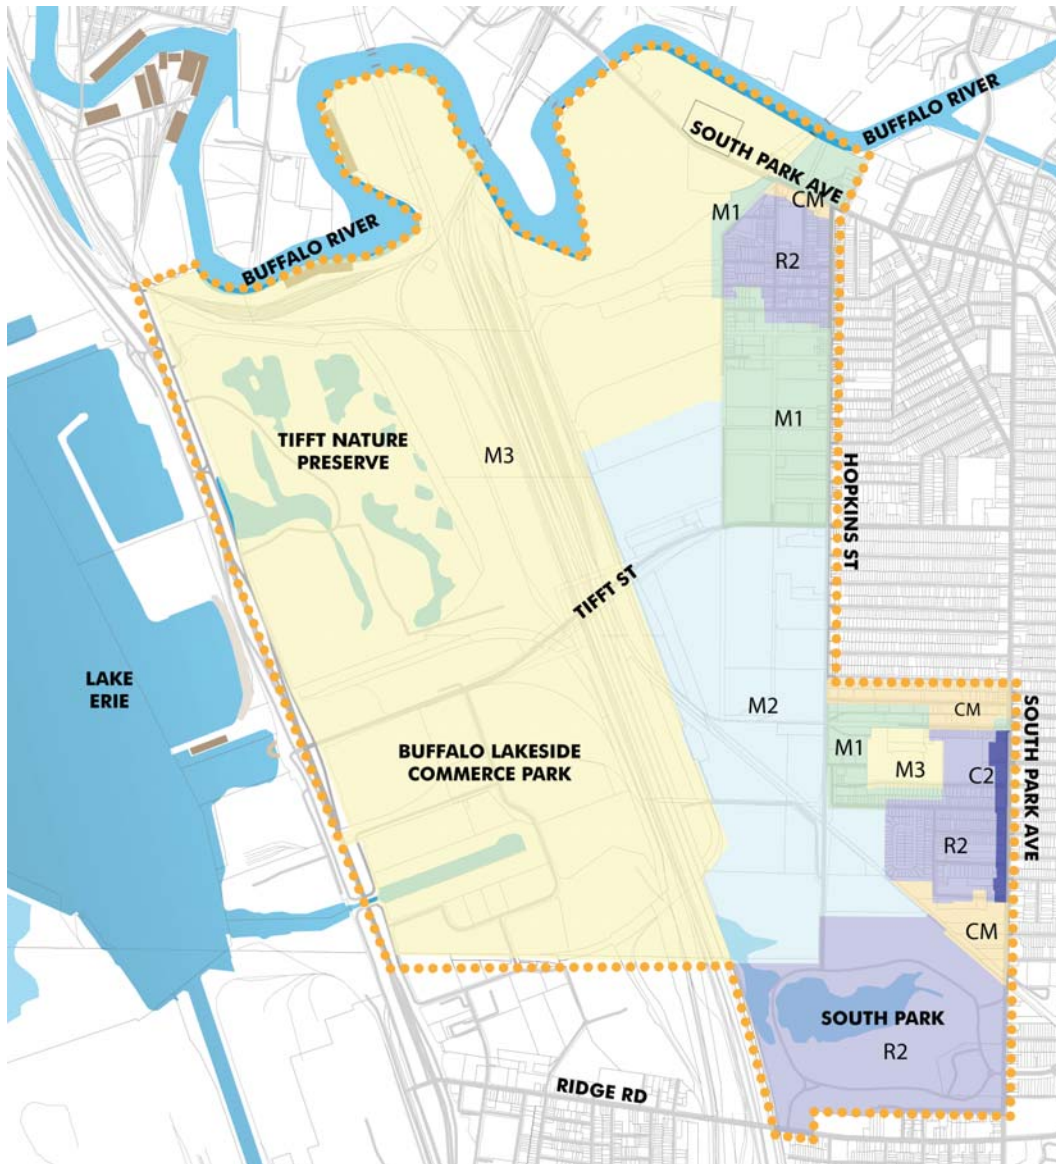 BUFFALO RIVER
SOUTH PARK AVE
CM
M1
R2
BUFFALO RIVER
M1
TIFFT NATURE
PRESERVE
M3
HOPKINS ST
TIFFT ST
LAKE
ERIE
M2
CM
SOUTH PARK AVE
BUFFALO LAKESIDE
COMMERCE PARK
M1
M3
C2
R2
CM
SOUTH PARK
R2
RIDGE RD